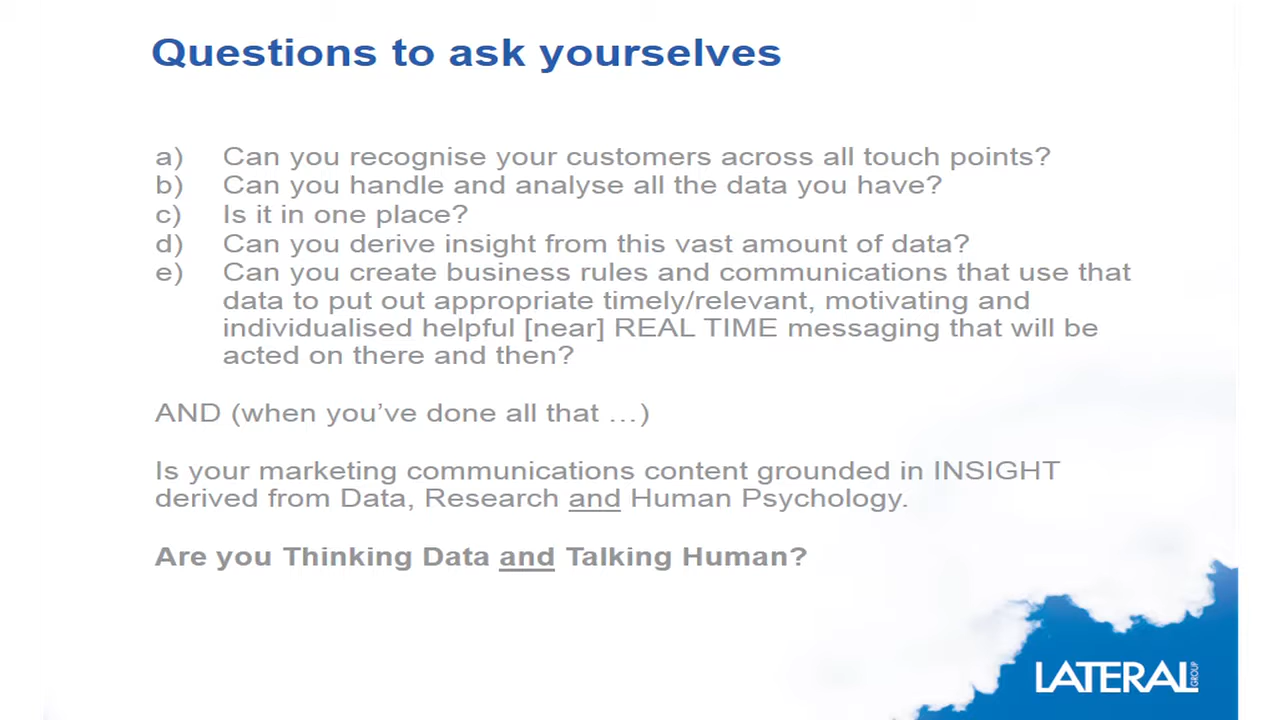 Questions to ask yourselves
a) Can you recognise your customers across all touch points?
b) Can you handle and analyse all the data you have?
c) Is it in one place?
d) Can you derive insight from this vast amount of data?
e) Can you create business rules and communications that use that
data to put out appropriate timely/relevant, motivating and
individualised helpful [near] REAL TIME messaging that will be
acted on there and then?
AND (when you’ve done all that …)
Is your marketing communications content grounded in INSIGHT
derived from Data, Research and Human Psychology.
Are you Thinking Data and Talking Human?
LATERAL GROUP